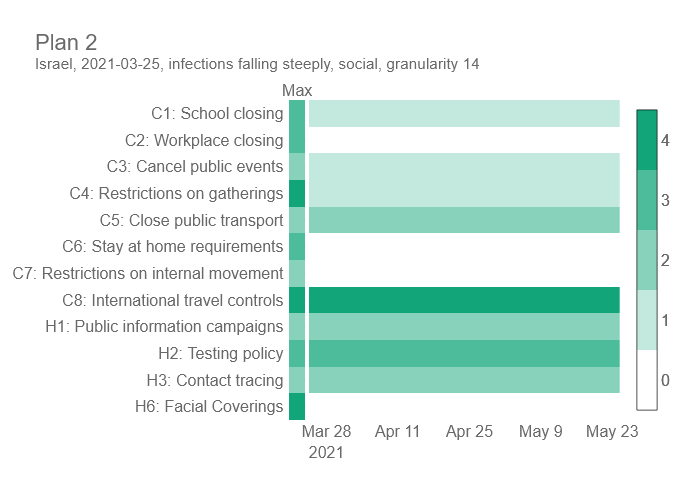 Plan 2
Israel, 2021-03-25, infections falling steeply, social, granularity 14
Max
C1: School closing
C2: Workplace closing
C3: Cancel public events
C4: Restrictions on gatherings
C5: Close public transport
C6: Stay at home requirements
C7: Restrictions on internal movement
C8: International travel controls
H1: Public information campaigns
H2: Testing policy
H3: Contact tracing
H6: Facial Coverings
Mar 28 Apr 11 Apr 25 May 9 May 23
2021
4
3
2
1
0